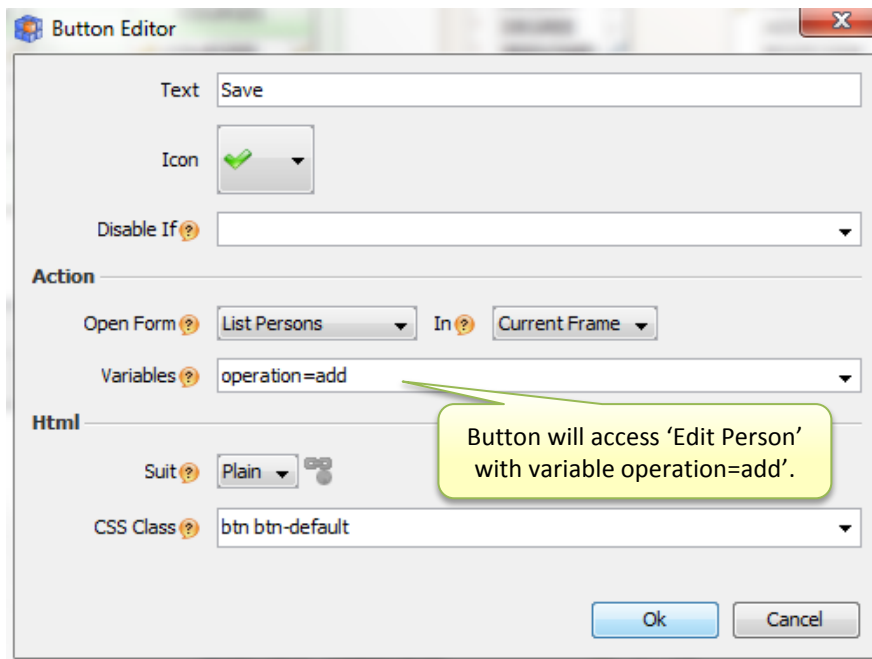 Button Editor
Text Save
Icon
Disable If
Action
Open Form List Persons In Current Frame
Variables operation=add
Html
Button will access ‘Edit Person’
with variable operation=add’.
Suit Plain
CSS Class btn btn-default
Ok Cancel